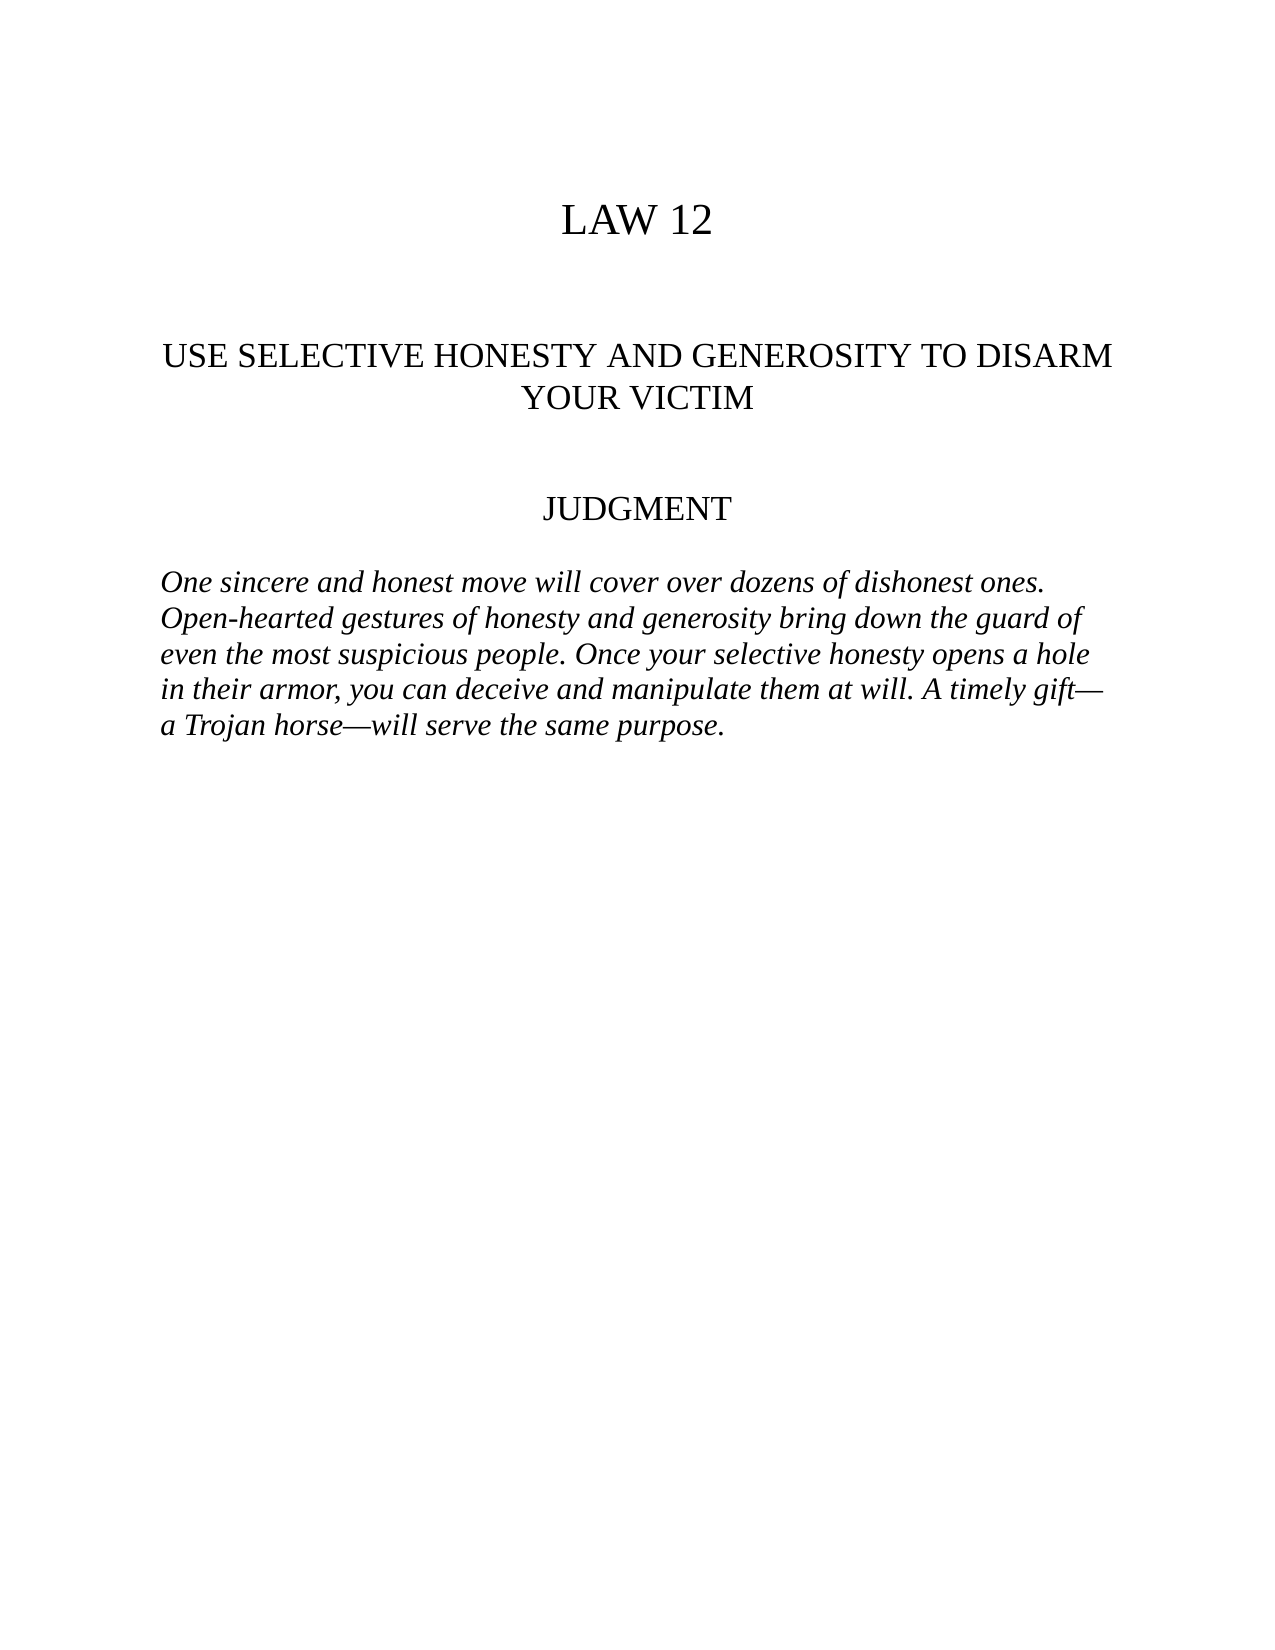 LAW 12
USE SELECTIVE HONESTY AND GENEROSITY TO DISARM
YOUR VICTIM
JUDGMENT
One sincere and honest move will cover over dozens of dishonest ones.
Open-hearted gestures of honesty and generosity bring down the guard of
even the most suspicious people. Once your selective honesty opens a hole
in their armor, you can deceive and manipulate them at will. A timely gift—
a Trojan horse—will serve the same purpose.